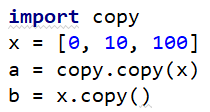 import copy
x = [0, 10, 100]
a = copy.copy(x)
b = x.copy()